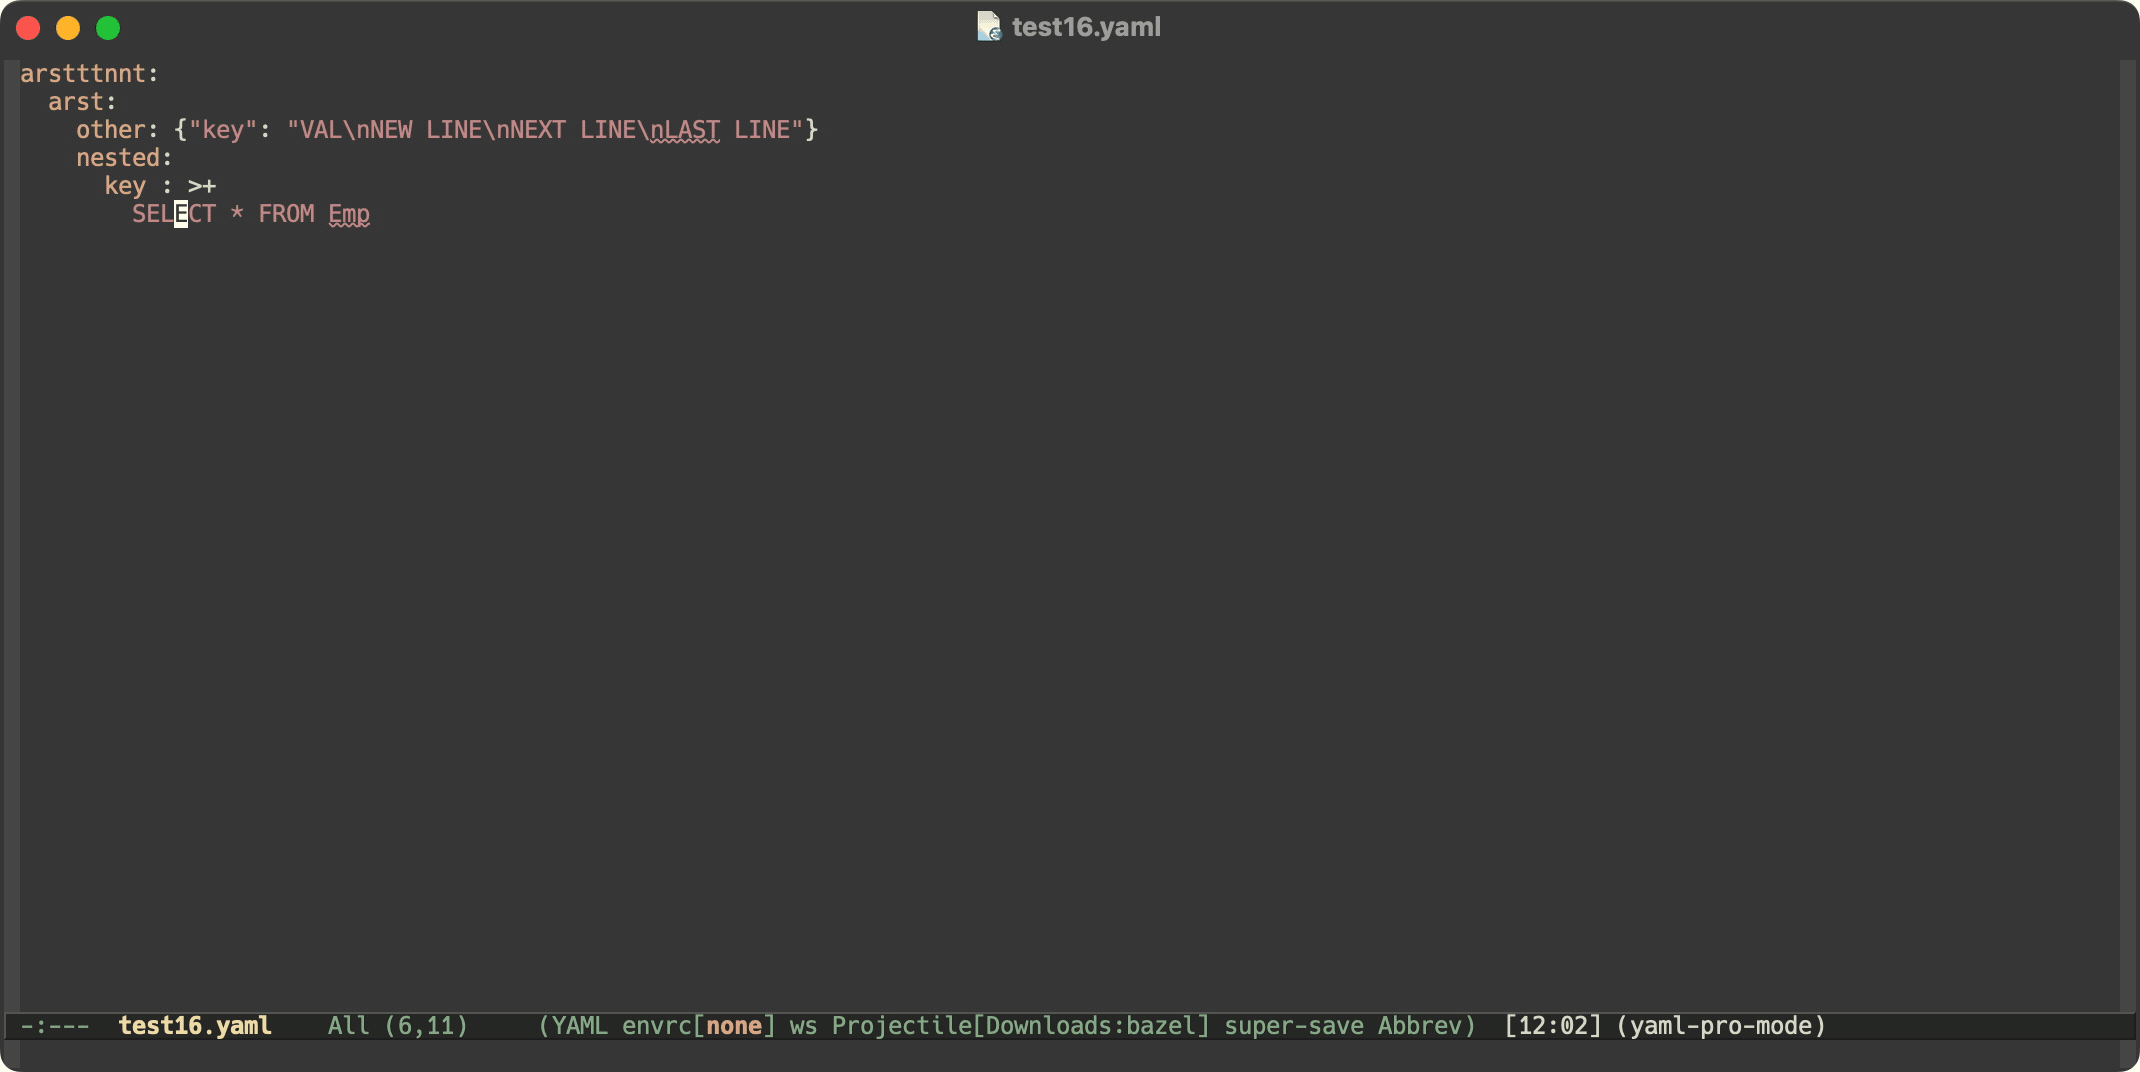 test16.yaml
arstttnnt:
  arst:
    other: {"key": "VAL\nNEW LINE\nNEXT LINE\nLAST LINE"}
    nested:
      key : >+
        SELECT * FROM Emp
-:---  test16.yaml    All (6,11)     (YAML envrc[none] ws Projectile[Downloads:bazel] super-save Abbrev)  [12:02] (yaml-pro-mode)